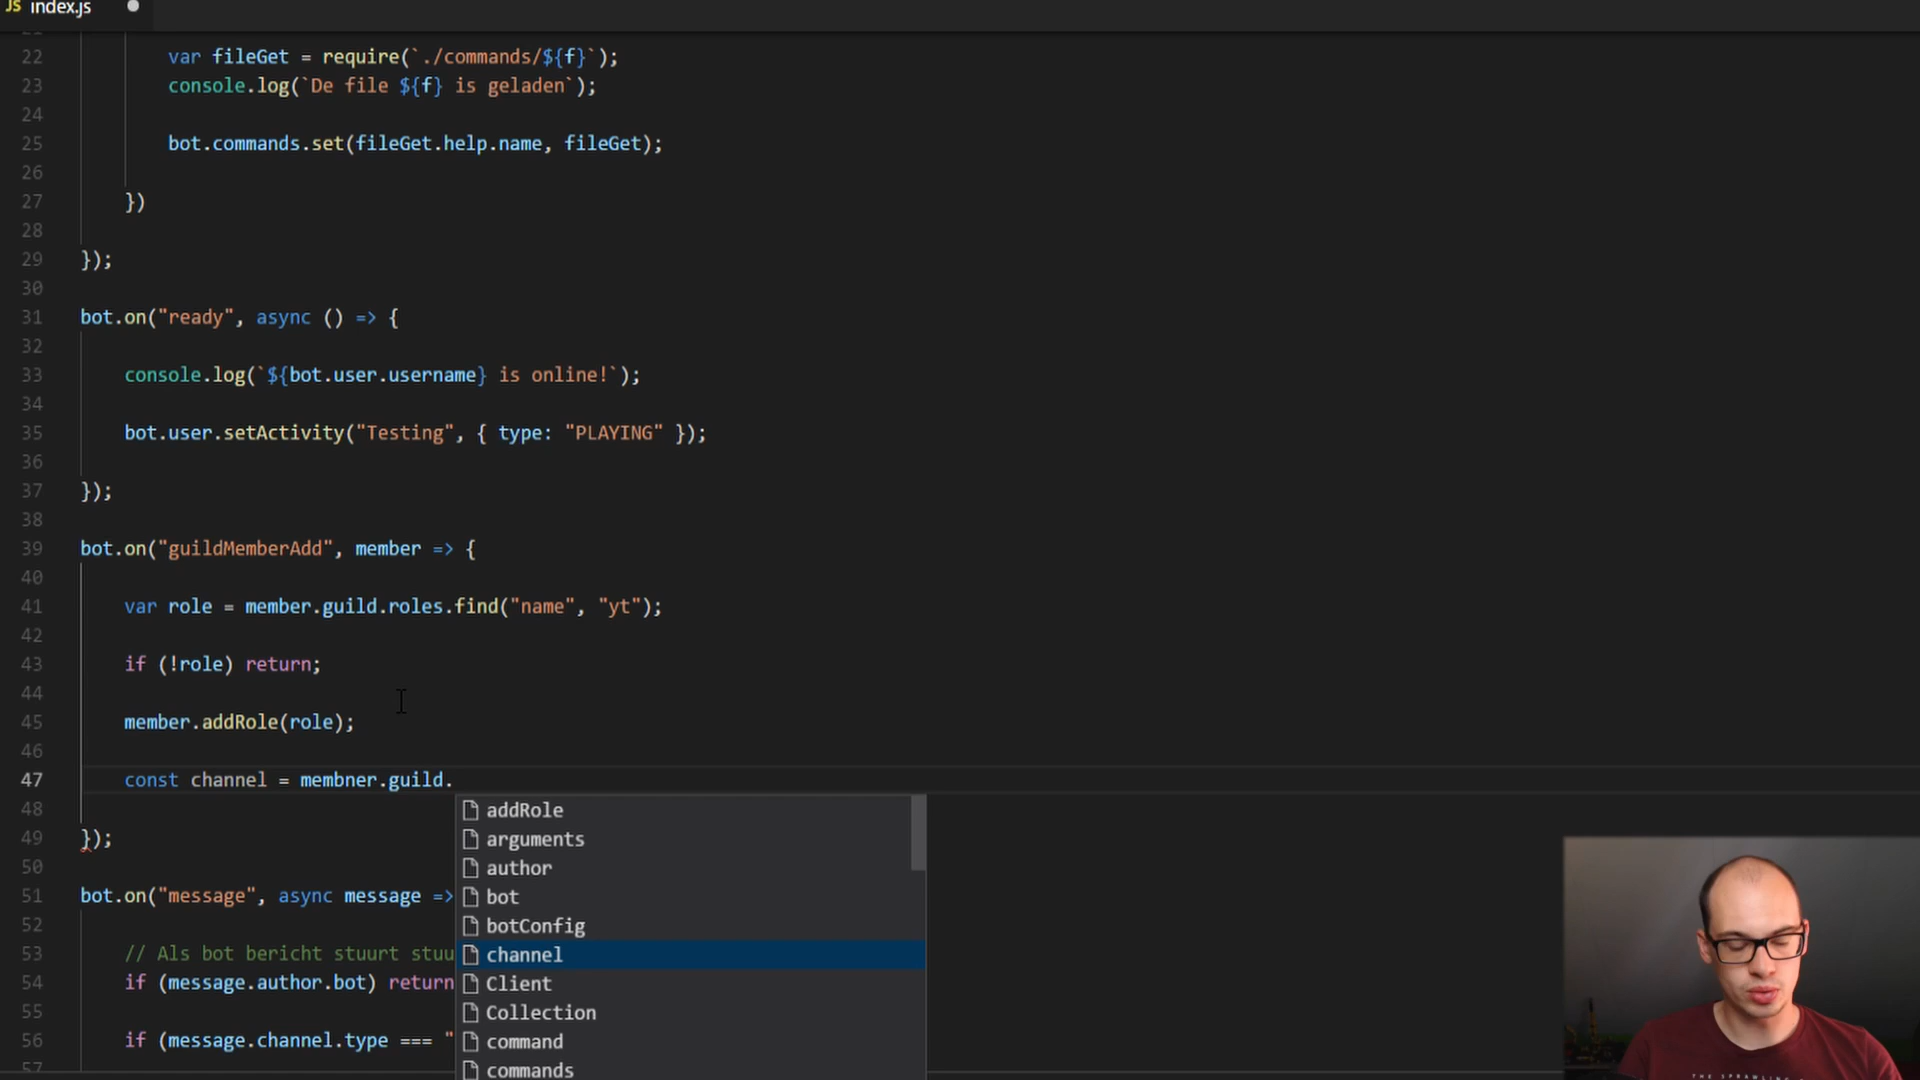 JS index.js
21
22 var fileGet = require(`./commands/${f}`);
23 console.log(`De file ${f} is geladen`);
24
25 bot.commands.set(fileGet.help.name, fileGet);
26
27 })
28
29 });
30
31 bot.on("ready", async () => {
32
33 console.log(`${bot.user.username} is online!`);
34
35 bot.user.setActivity("Testing", { type: "PLAYING" });
36
37 });
38
39 bot.on("guildMemberAdd", member => {
40
41 var role = member.guild.roles.find("name", "yt");
42
43 if (!role) return;
44
45 member.addRole(role);
46
47 const channel = membner.guild.
48
49 });
50
51 bot.on("message", async message =>
52
53 // Als bot bericht stuurt stuu
54 if (message.author.bot) return
55
56 if (message.channel.type === "
57
addRole
arguments
author
bot
botConfig
channel
Client
Collection
command
commands
THE SPRAWLING